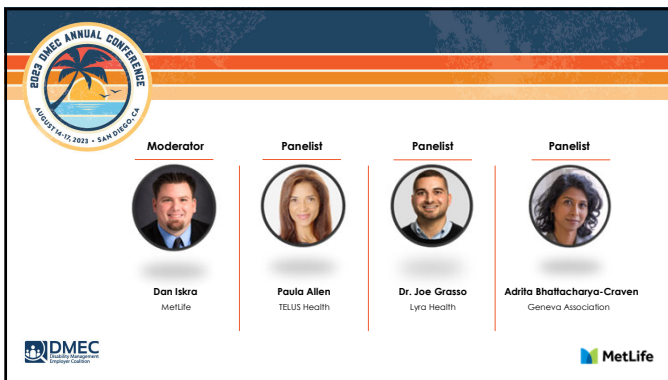 2023 DMEC ANNUAL CONFERENCE
AUGUST 14-17, 2023 • SAN DIEGO, CA
Moderator
Panelist
Panelist
Panelist
Dan Iskra
MetLife
Paula Allen
TELUS Health
Dr. Joe Grasso
Lyra Health
Adrita Bhattacharya-Craven
Geneva Association
DMEC
Disability Management
Employer Coalition
MetLife